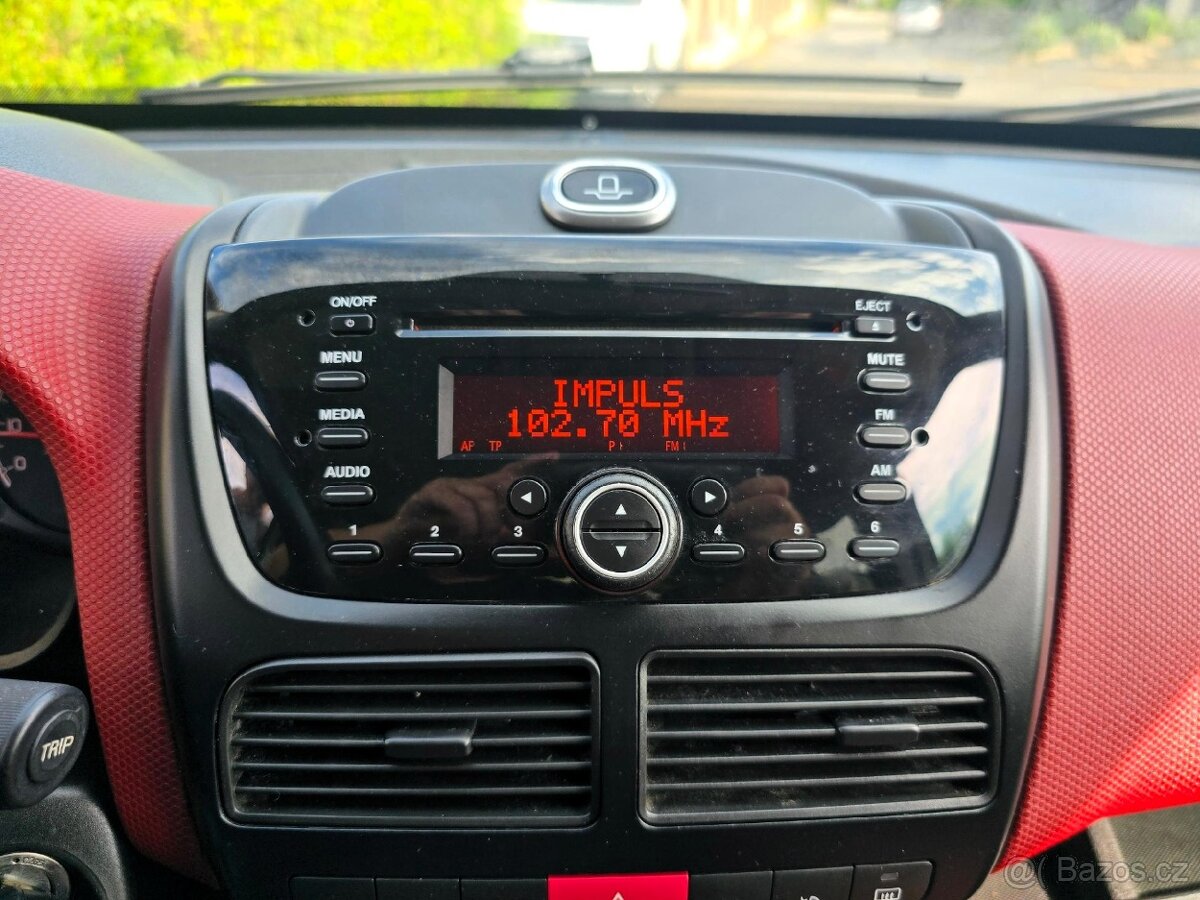 ON/OFF
EJECT
MENU
MUTE
IMPULS
102.70 MHz
AF TP
FM
MEDIA
FM
AUDIO
AM
1 2 3 4 5 6
TRIP
© Bazos.cz